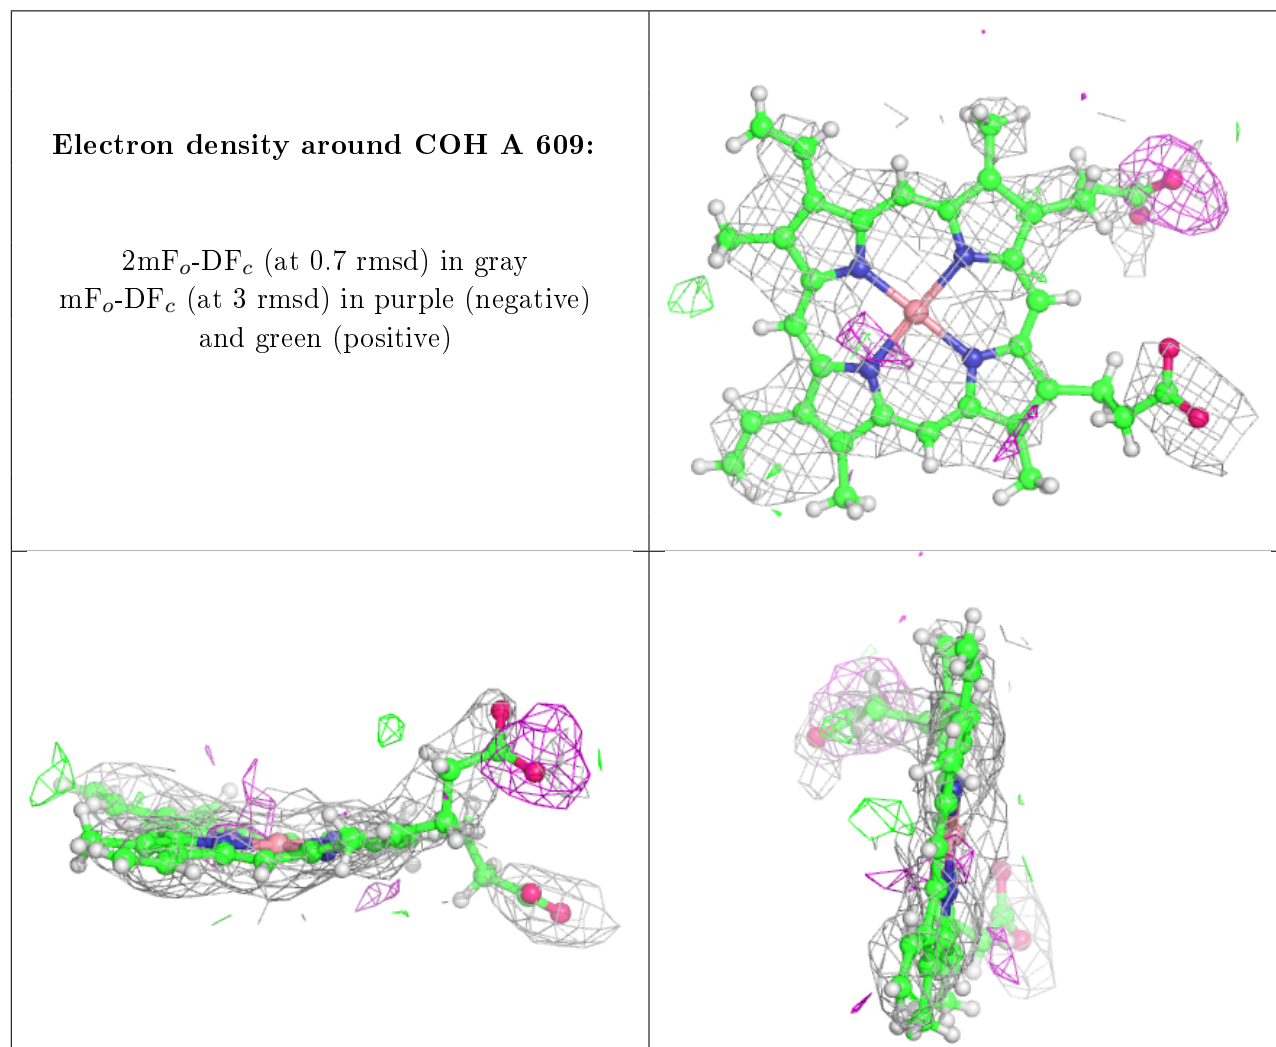 Electron density around COH A 609:
2mFo-DFc (at 0.7 rmsd) in gray
mFo-DFc (at 3 rmsd) in purple (negative)
and green (positive)